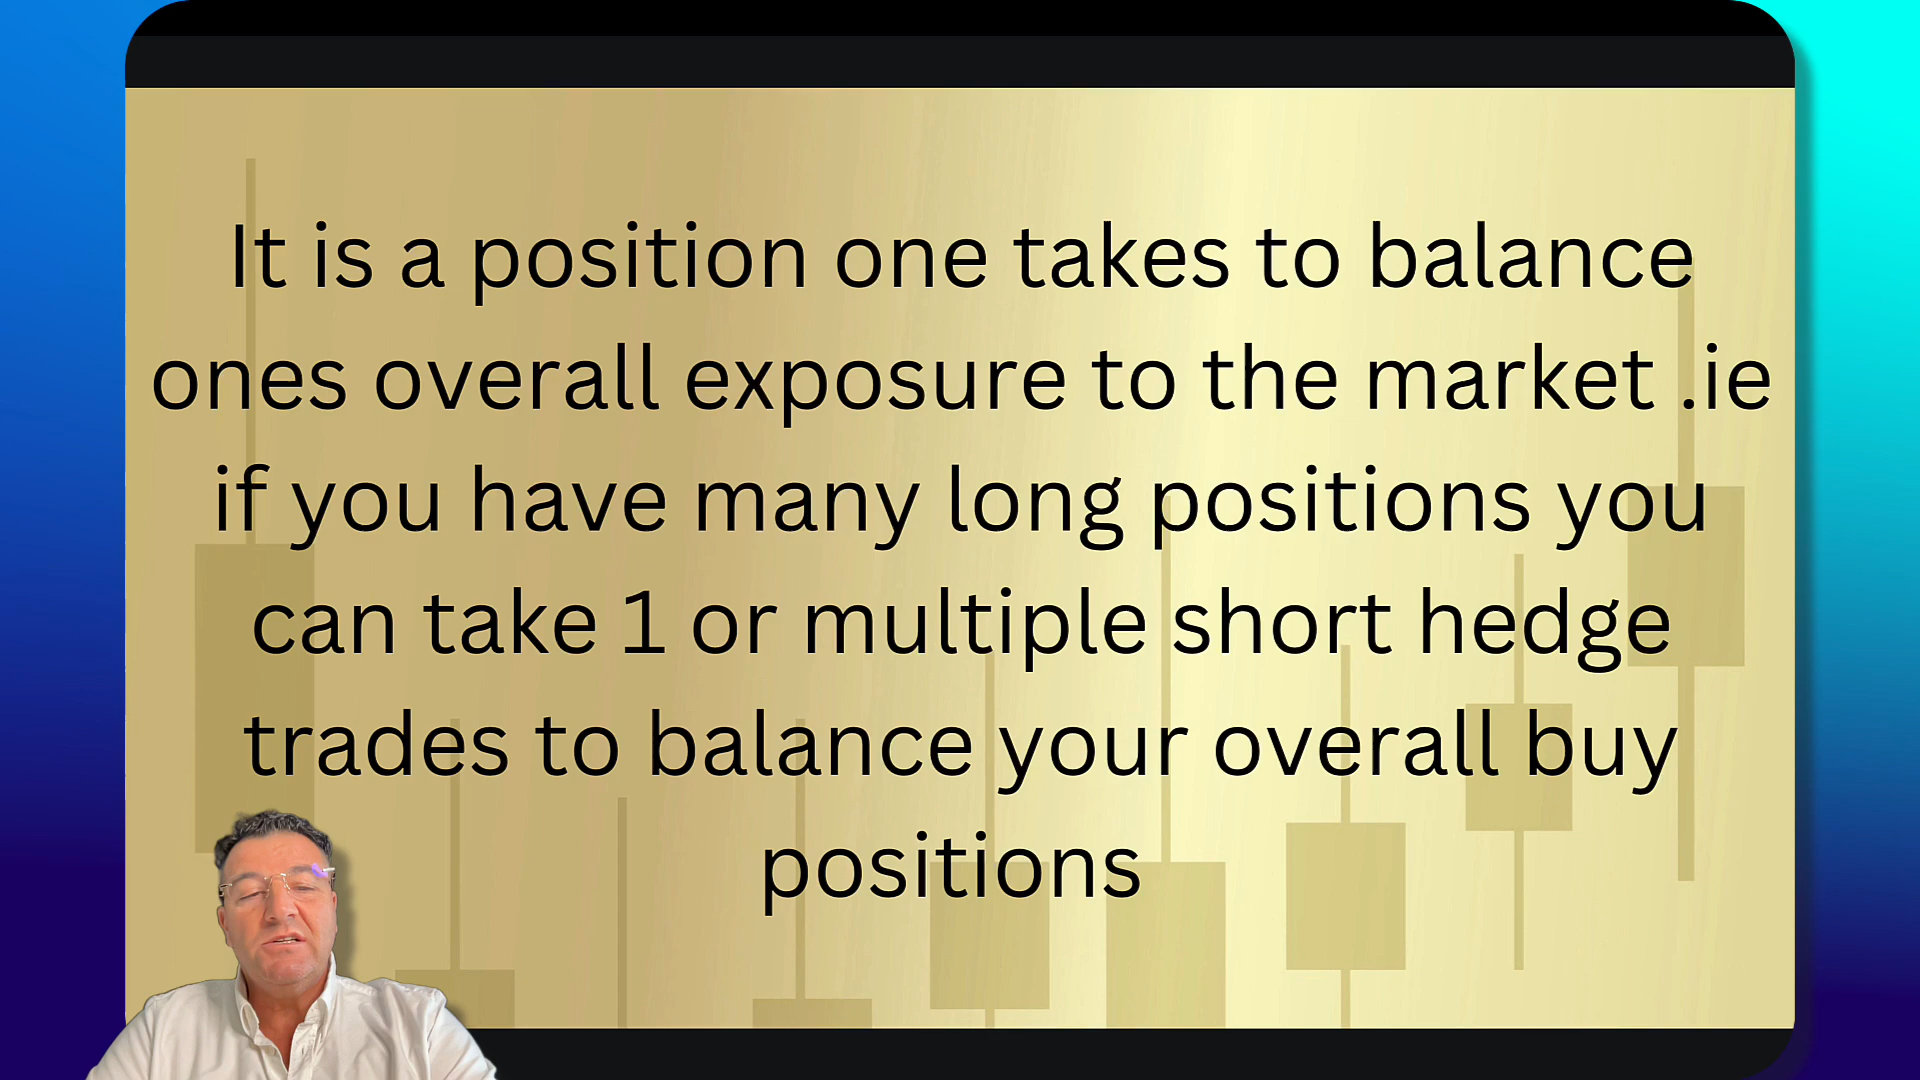 It is a position one takes to balance
ones overall exposure to the market .ie
if you have many long positions you
can take 1 or multiple short hedge
trades to balance your overall buy
positions